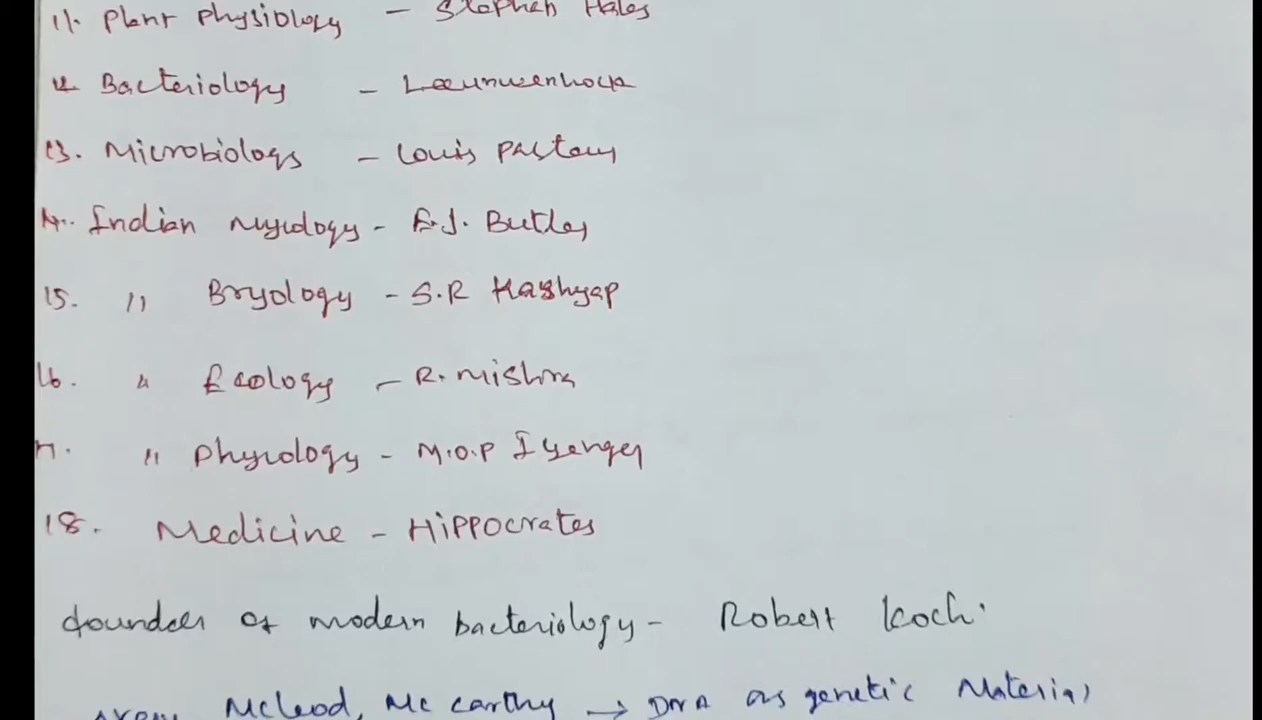 11. Plant Physiology - Stephen Hales
12. Bacteriology - Leeunwenhock
13. Microbiology - Louis Pasteur
14. Indian Mycology - E.J. Butler
15. " Bryology - S.R Kashyap
16. " Ecology - R. Mishra
17. " Phycology - M.O.P Iyenger
18. Medicine - Hippocrates
founder of modern bacteriology - Robert Koch.
Avery Mcleod, Mc carthy → DNA as genetic Material